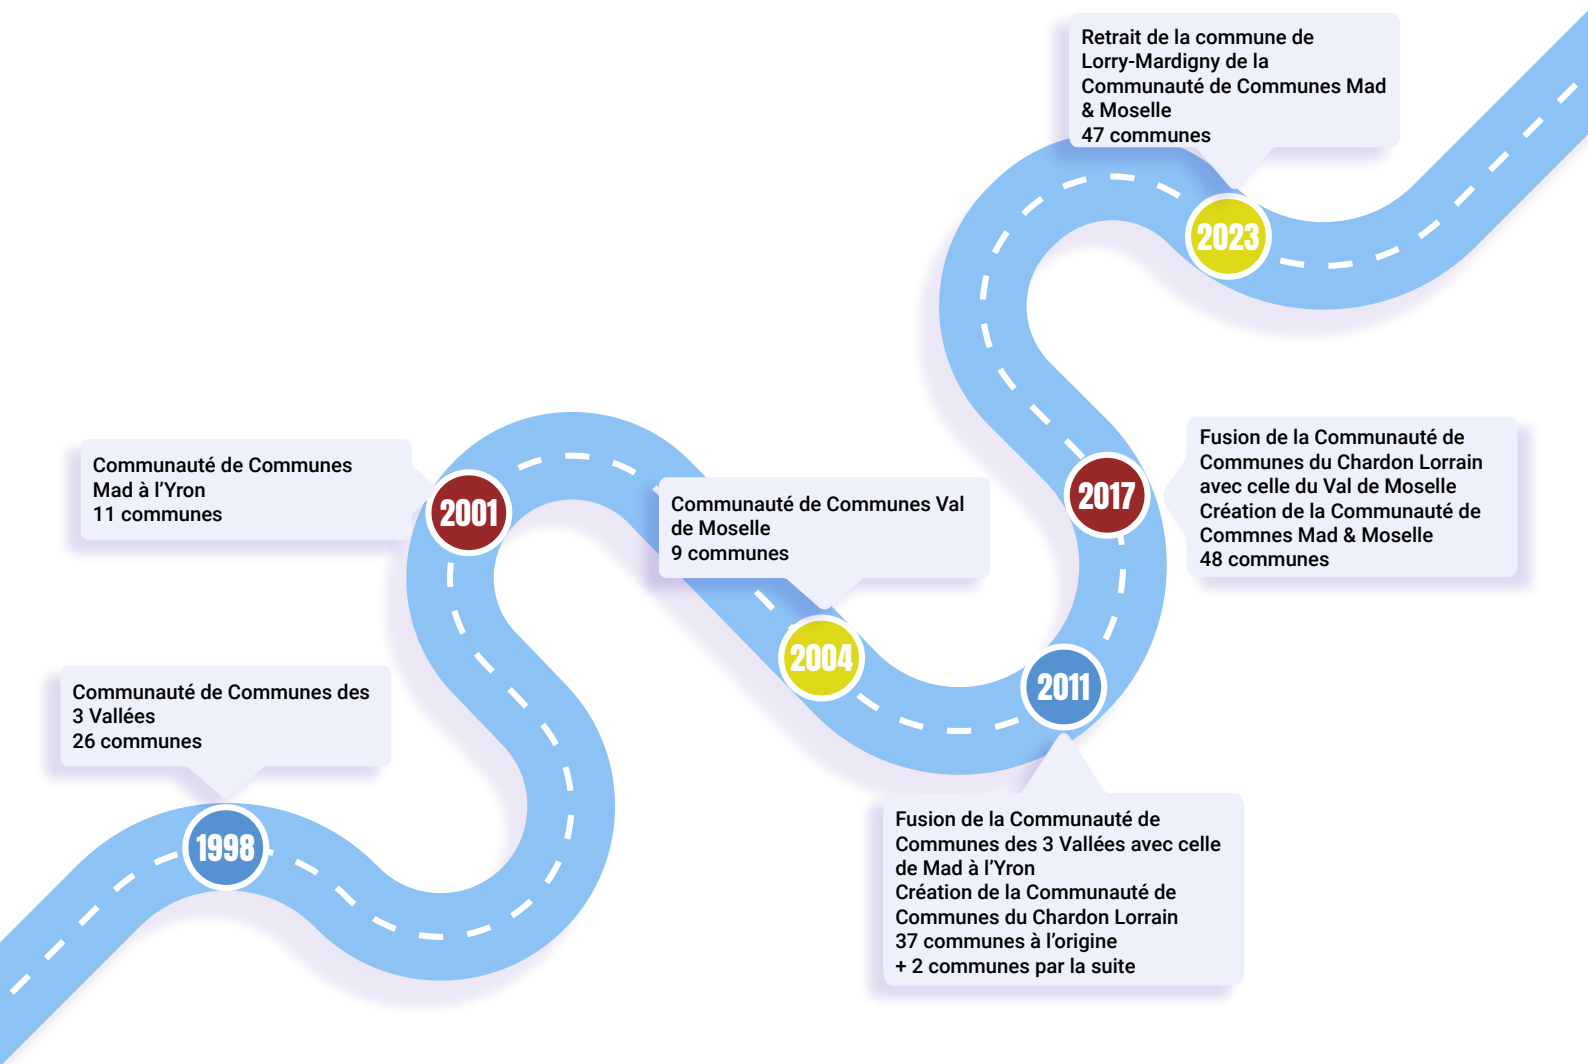 1998
Communauté de Communes des
3 Vallées
26 communes
2001
Communauté de Communes
Mad à l’Yron
11 communes
2004
Communauté de Communes Val
de Moselle
9 communes
2011
Fusion de la Communauté de
Communes des 3 Vallées avec celle
de Mad à l’Yron
Création de la Communauté de
Communes du Chardon Lorrain
37 communes à l’origine
+ 2 communes par la suite
2017
Fusion de la Communauté de
Communes du Chardon Lorrain
avec celle du Val de Moselle
Création de la Communauté de
Commnes Mad & Moselle
48 communes
2023
Retrait de la commune de
Lorry-Mardigny de la
Communauté de Communes Mad
& Moselle
47 communes